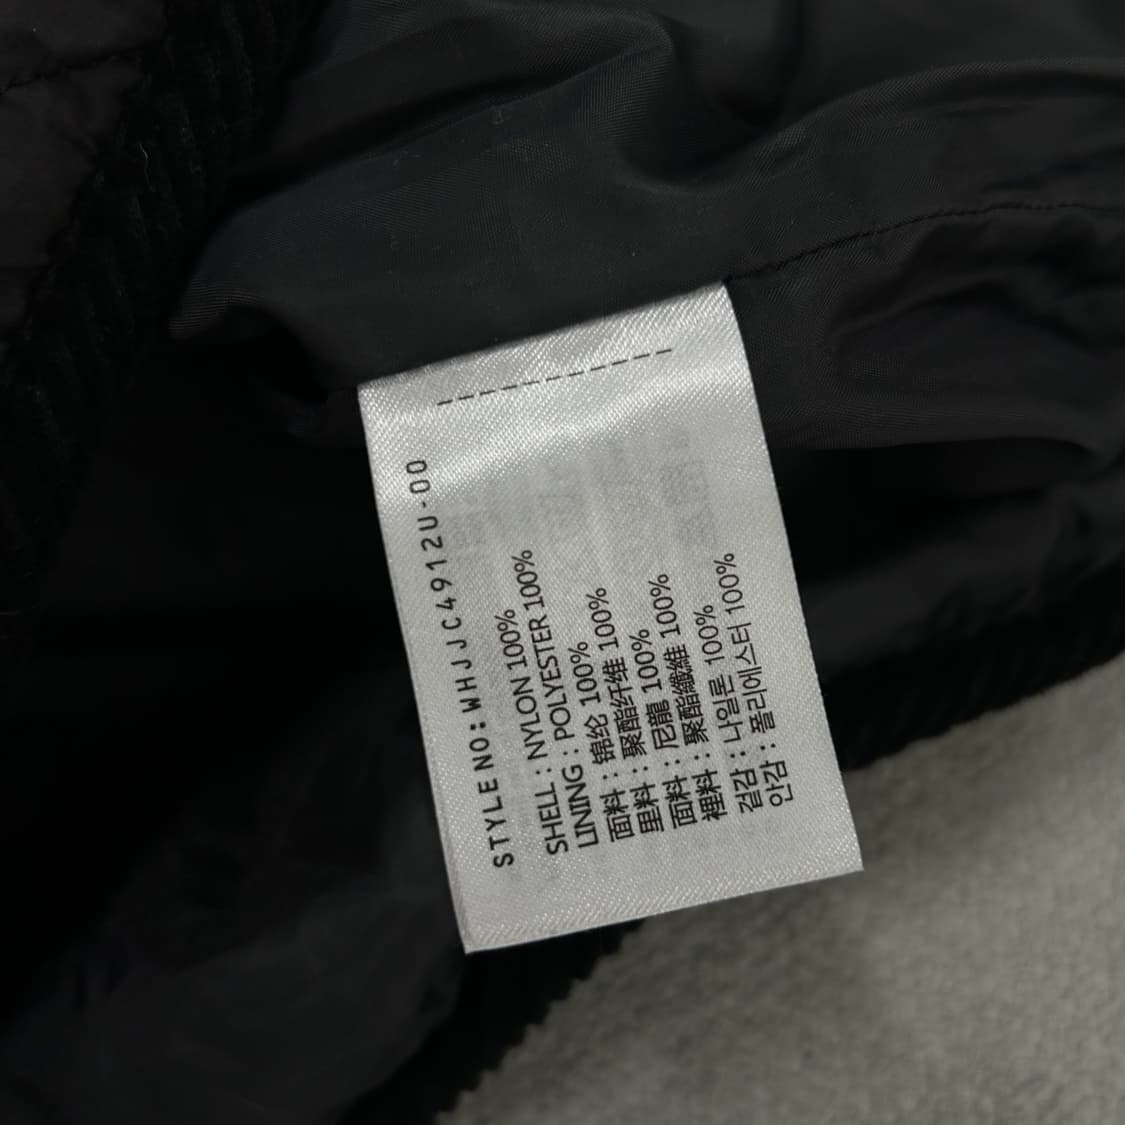 STYLE NO: WHJJC4912U-00
SHELL : NYLON 100%
LINING : POLYESTER 100%
面料 : 锦纶 100%
里料 : 聚酯纤维 100%
面料 : 尼龍 100%
裡料 : 聚酯纖維 100%
겉감 : 나일론 100%
안감 : 폴리에스터 100%